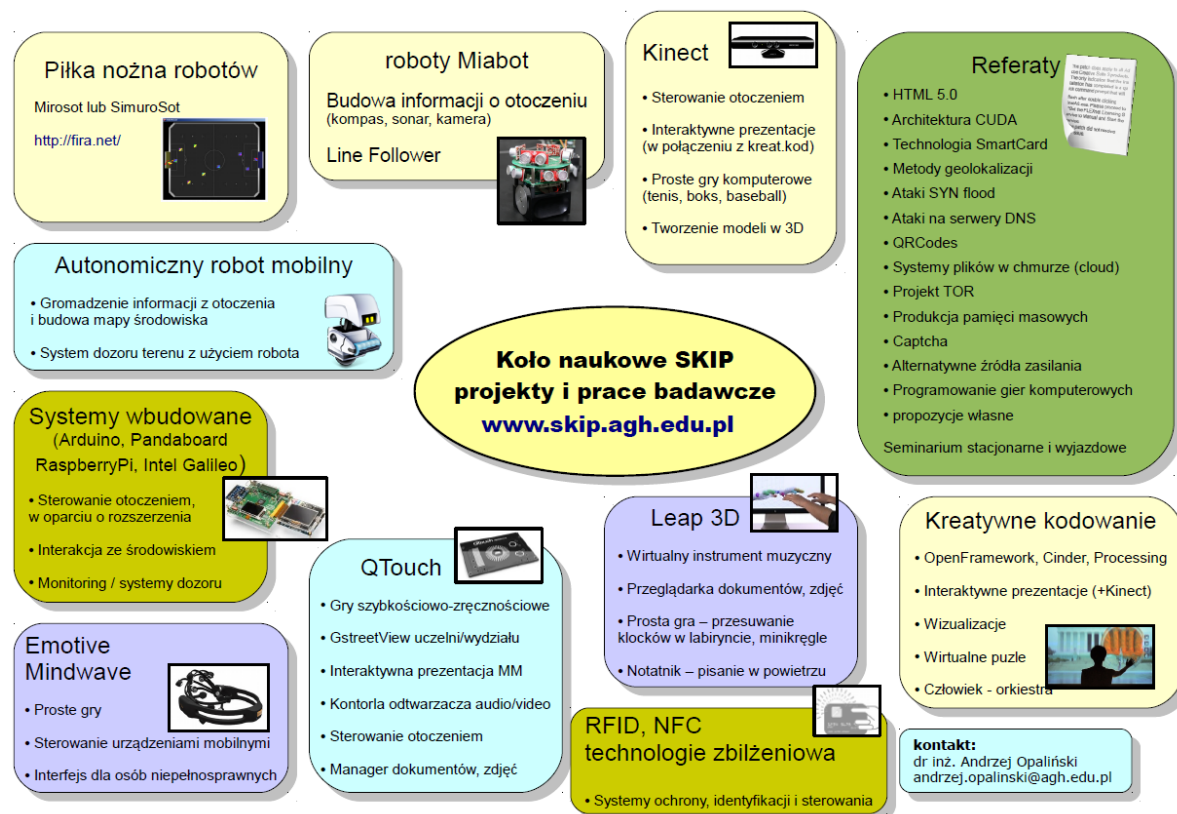 Piłka nożna robotów
Mirosot lub SimuroSot
http://fira.net/
roboty Miabot
Budowa informacji o otoczeniu
(kompas, sonar, kamera)
Line Follower
Kinect
• Sterowanie otoczeniem
• Interaktywne prezentacje
(w połączeniu z kreat.kod)
• Proste gry komputerowe
(tenis, boks, baseball)
• Tworzenie modeli w 3D
Referaty
• HTML 5.0
• Architektura CUDA
• Technologia SmartCard
• Metody geolokalizacji
• Ataki SYN flood
• Ataki na serwery DNS
• QRCodes
• Systemy plików w chmurze (cloud)
• Projekt TOR
• Produkcja pamięci masowych
• Captcha
• Alternatywne źródła zasilania
• Programowanie gier komputerowych
• propozycje własne
Seminarium stacjonarne i wyjazdowe
Autonomiczny robot mobilny
• Gromadzenie informacji z otoczenia
i budowa mapy środowiska
• System dozoru terenu z użyciem robota
Koło naukowe SKIP
projekty i prace badawcze
www.skip.agh.edu.pl
Systemy wbudowane
(Arduino, Pandaboard
RaspberryPi, Intel Galileo)
• Sterowanie otoczeniem,
w oparciu o rozszerzenia
• Interakcja ze środowiskiem
• Monitoring / systemy dozoru
QTouch
• Gry szybkościowo-zręcznościowe
• GstreetView uczelni/wydziału
• Interaktywna prezentacja MM
• Kontorla odtwarzacza audio/video
• Sterowanie otoczeniem
• Manager dokumentów, zdjęć
Leap 3D
• Wirtualny instrument muzyczny
• Przeglądarka dokumentów, zdjęć
• Prosta gra – przesuwanie
klocków w labiryncie, minikręgle
• Notatnik – pisanie w powietrzu
Kreatywne kodowanie
• OpenFramework, Cinder, Processing
• Interaktywne prezentacje (+Kinect)
• Wizualizacje
• Wirtualne puzle
• Człowiek - orkiestra
Emotive
Mindwave
• Proste gry
• Sterowanie urządzeniami mobilnymi
• Interfejs dla osób niepełnosprawnych
RFID, NFC
technologie zbilżeniowa
• Systemy ochrony, identyfikacji i sterowania
kontakt:
dr inż. Andrzej Opaliński
andrzej.opalinski@agh.edu.pl